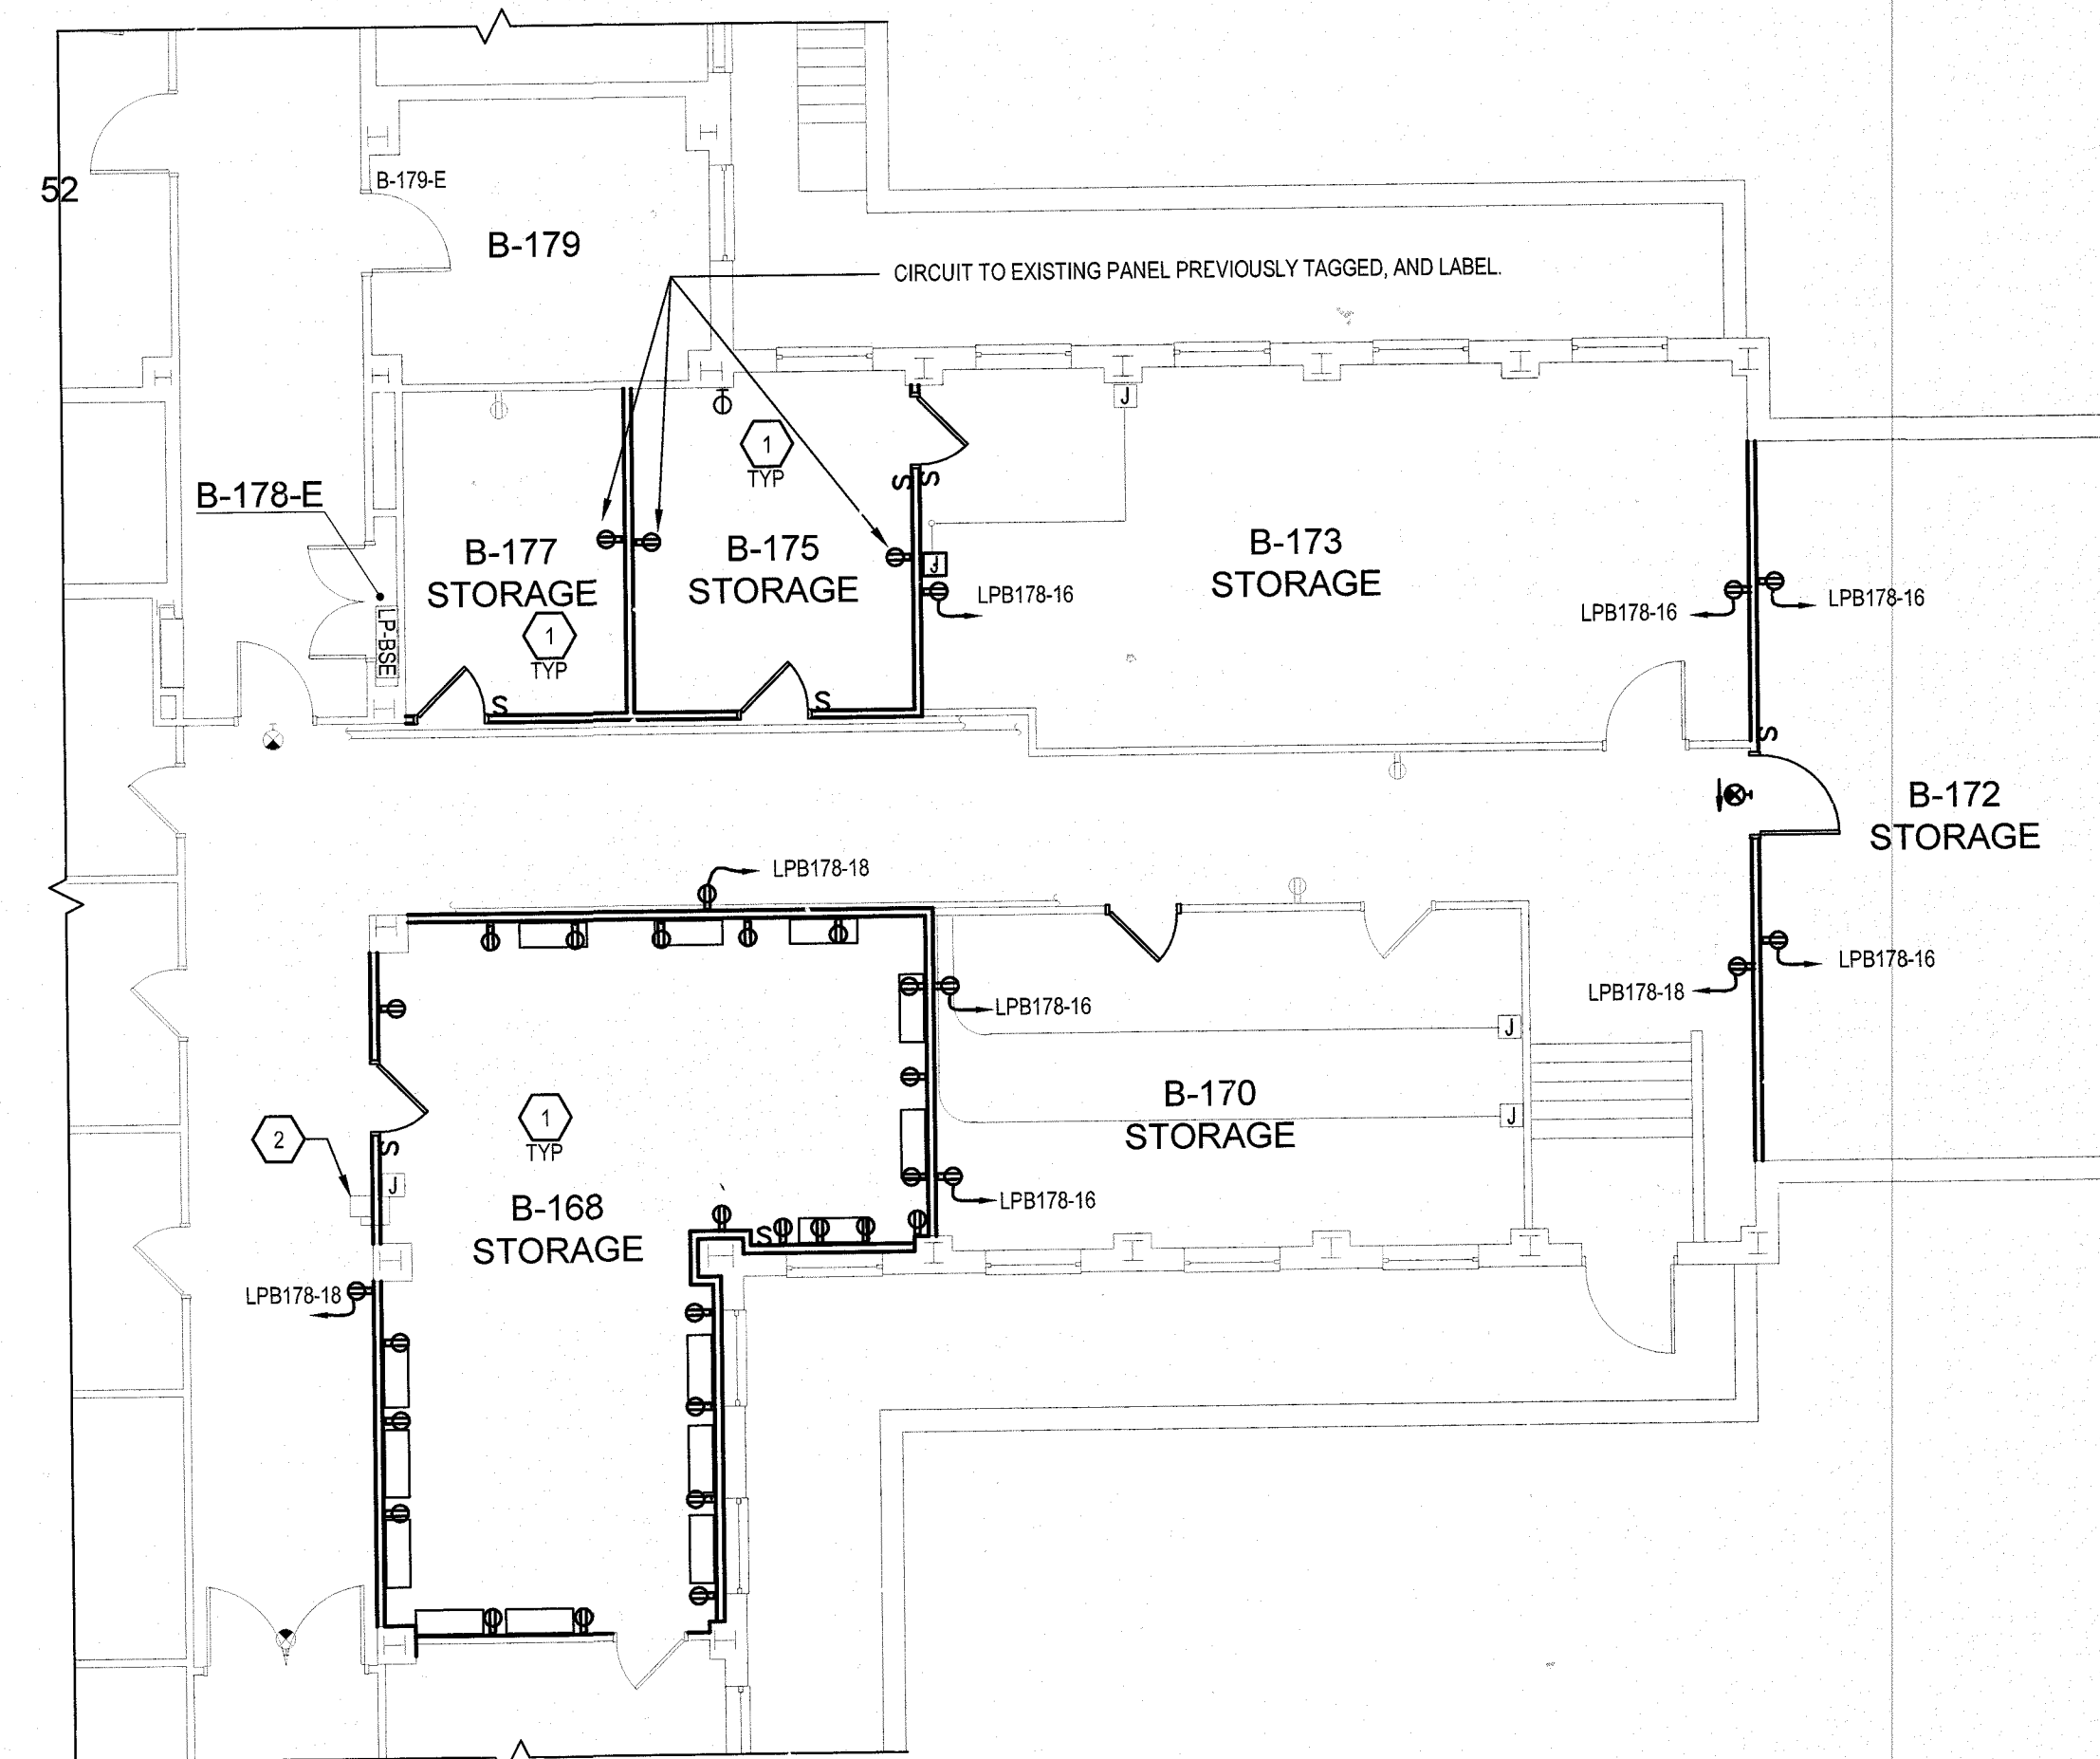 52
B-179-E
B-179
CIRCUIT TO EXISTING PANEL PREVIOUSLY TAGGED, AND LABEL.
J
1
TYP
S S
B-178-E
B-177
STORAGE
B-175
STORAGE
B-173
STORAGE
J
LPB178-16
LPB178-16
LPB178-16
LP-BSE
1
TYP
S
S
S
B-172
STORAGE
LPB178-18
LPB178-16
LPB178-18
LPB178-16
J
B-170
STORAGE
J
1
TYP
2
S
J
LPB178-16
B-168
STORAGE
S
LPB178-18